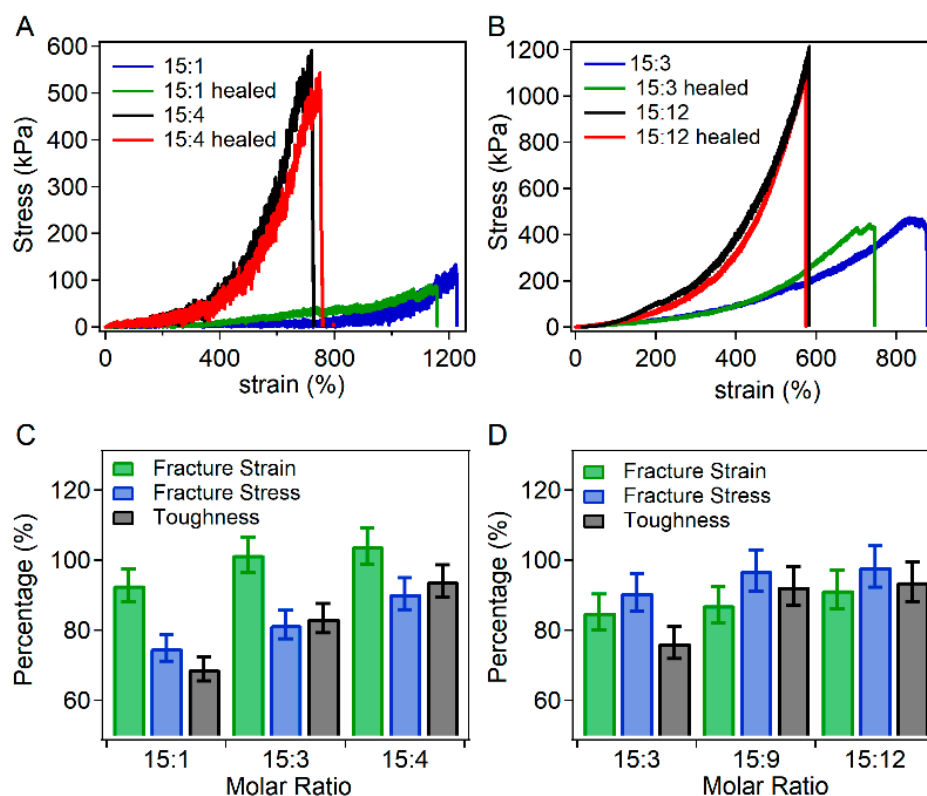 A
600
500
400
300
200
100
0
Stress (kPa)
15:1
15:1 healed
15:4
15:4 healed
0
400
800
1200
strain (%)
B
1200
1000
800
600
400
200
0
Stress (kPa)
15:3
15:3 healed
15:12
15:12 healed
0
200
400
600
800
strain (%)
C
120
100
80
60
Percentage (%)
Fracture Strain
Fracture Stress
Toughness
15:1
15:3
15:4
Molar Ratio
D
120
100
80
60
Percentage (%)
Fracture Strain
Fracture Stress
Toughness
15:3
15:9
15:12
Molar Ratio